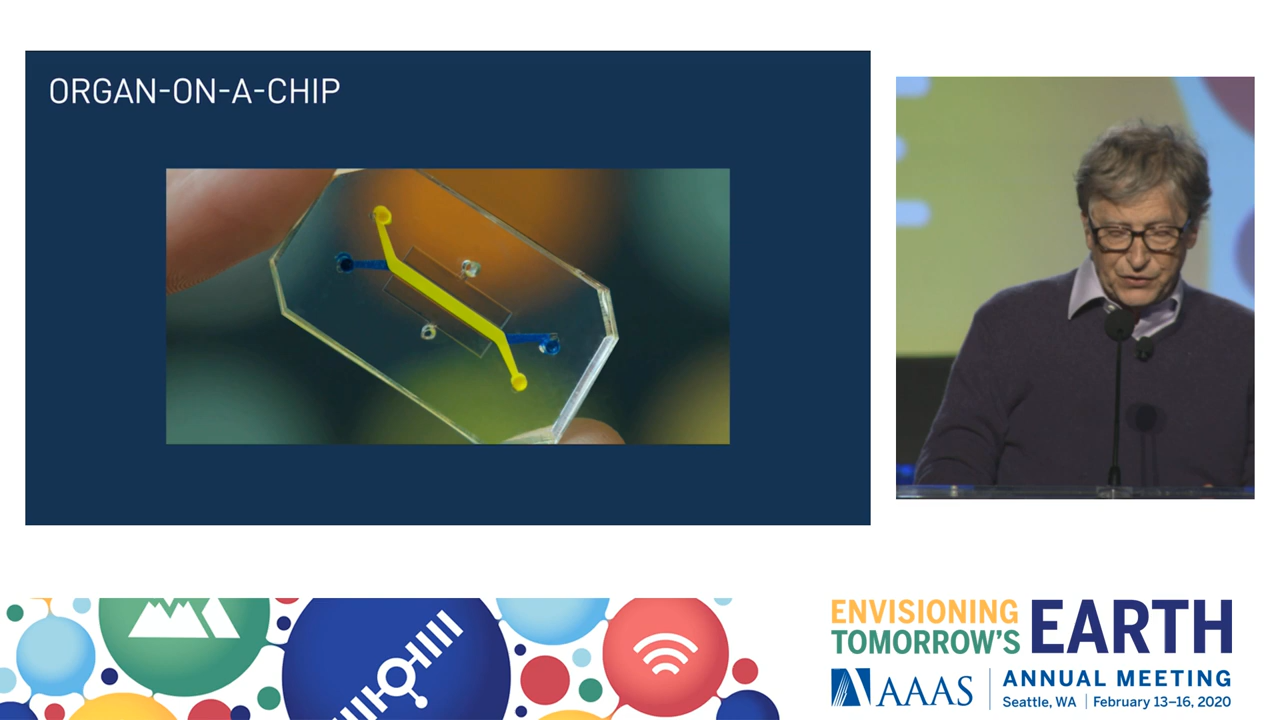 ORGAN-ON-A-CHIP
ENVISIONING
TOMORROW'S
EARTH
AAAS
ANNUAL MEETING
Seattle, WA | February 13–16, 2020